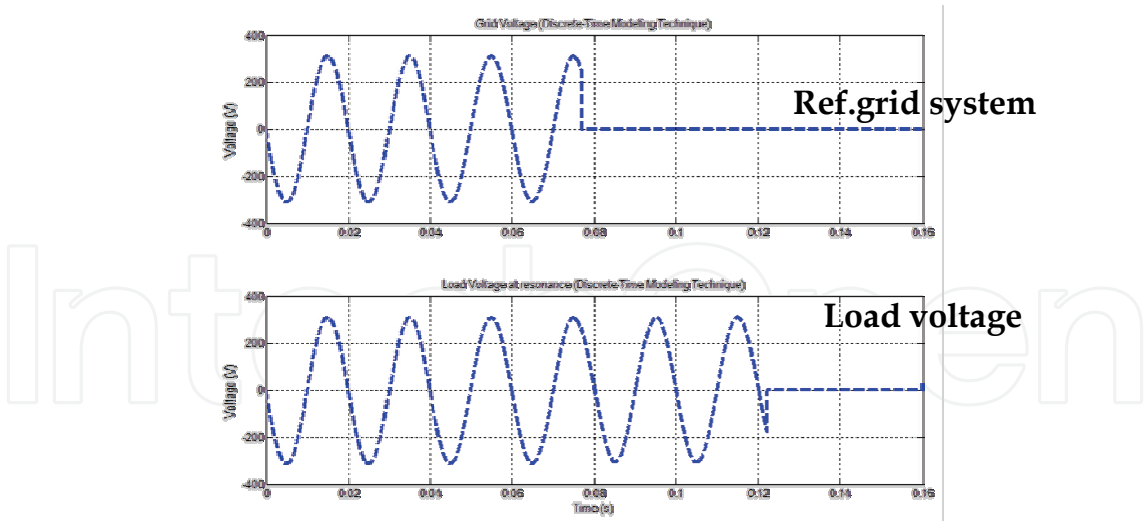 Grid Voltage (Discrete-Time Modeling Technique)
400
200
0
-200
-400
Voltage (V)
Ref.grid system
0 0.02 0.04 0.06 0.08 0.1 0.12 0.14 0.16
Load Voltage at resonance (Discrete-Time Modeling Technique)
400
200
0
-200
-400
Voltage (V)
Load voltage
0 0.02 0.04 0.06 0.08 0.1 0.12 0.14 0.16
Time (s)
IntechOpen